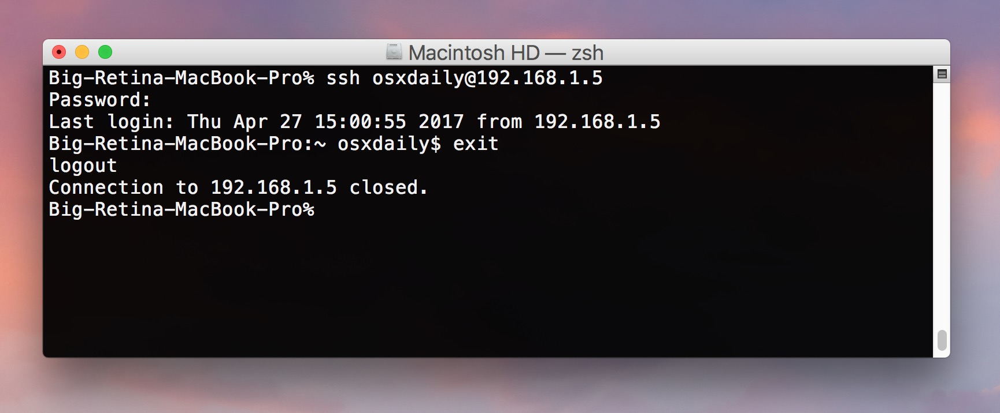 Macintosh HD — zsh
Big-Retina-MacBook-Pro% ssh osxdaily@192.168.1.5
Password:
Last login: Thu Apr 27 15:00:55 2017 from 192.168.1.5
Big-Retina-MacBook-Pro:~ osxdaily$ exit
logout
Connection to 192.168.1.5 closed.
Big-Retina-MacBook-Pro%